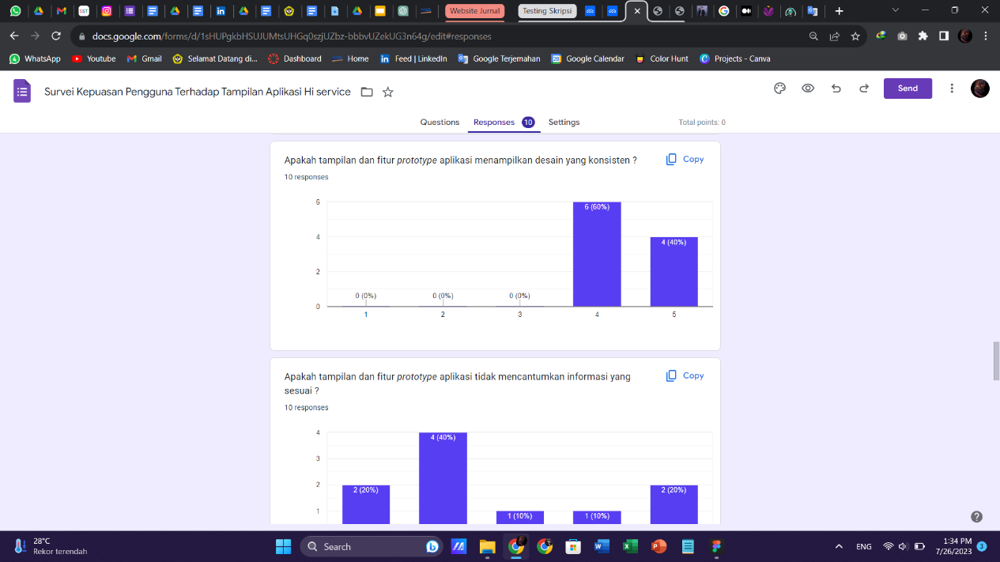 SST
Website Jurnal
Testing Skripsi
docs.google.com/forms/d/1sHUPgkbHSUJUMtsUHGq0szjUZbz-bbbvUZekUG3n64g/edit#responses
WhatsApp Youtube Gmail Selamat Datang di... Dashboard Home Feed | LinkedIn Google Terjemahan Google Calendar Color Hunt Projects - Canva
Survei Kepuasan Pengguna Terhadap Tampilan Aplikasi Hi service
Send
Questions Responses 10 Settings
Total points: 0
Apakah tampilan dan fitur prototype aplikasi menampilkan desain yang konsisten ?
Copy
10 responses
6
4
2
0
0 (0%) 0 (0%) 0 (0%) 6 (60%) 4 (40%)
1 2 3 4 5
Apakah tampilan dan fitur prototype aplikasi tidak mencantumkan informasi yang
sesuai ?
Copy
10 responses
4
3
2
1
2 (20%) 4 (40%) 1 (10%) 1 (10%) 2 (20%)
28°C
Rekor terendah
Search
ENG
1:34 PM
7/26/2023
3